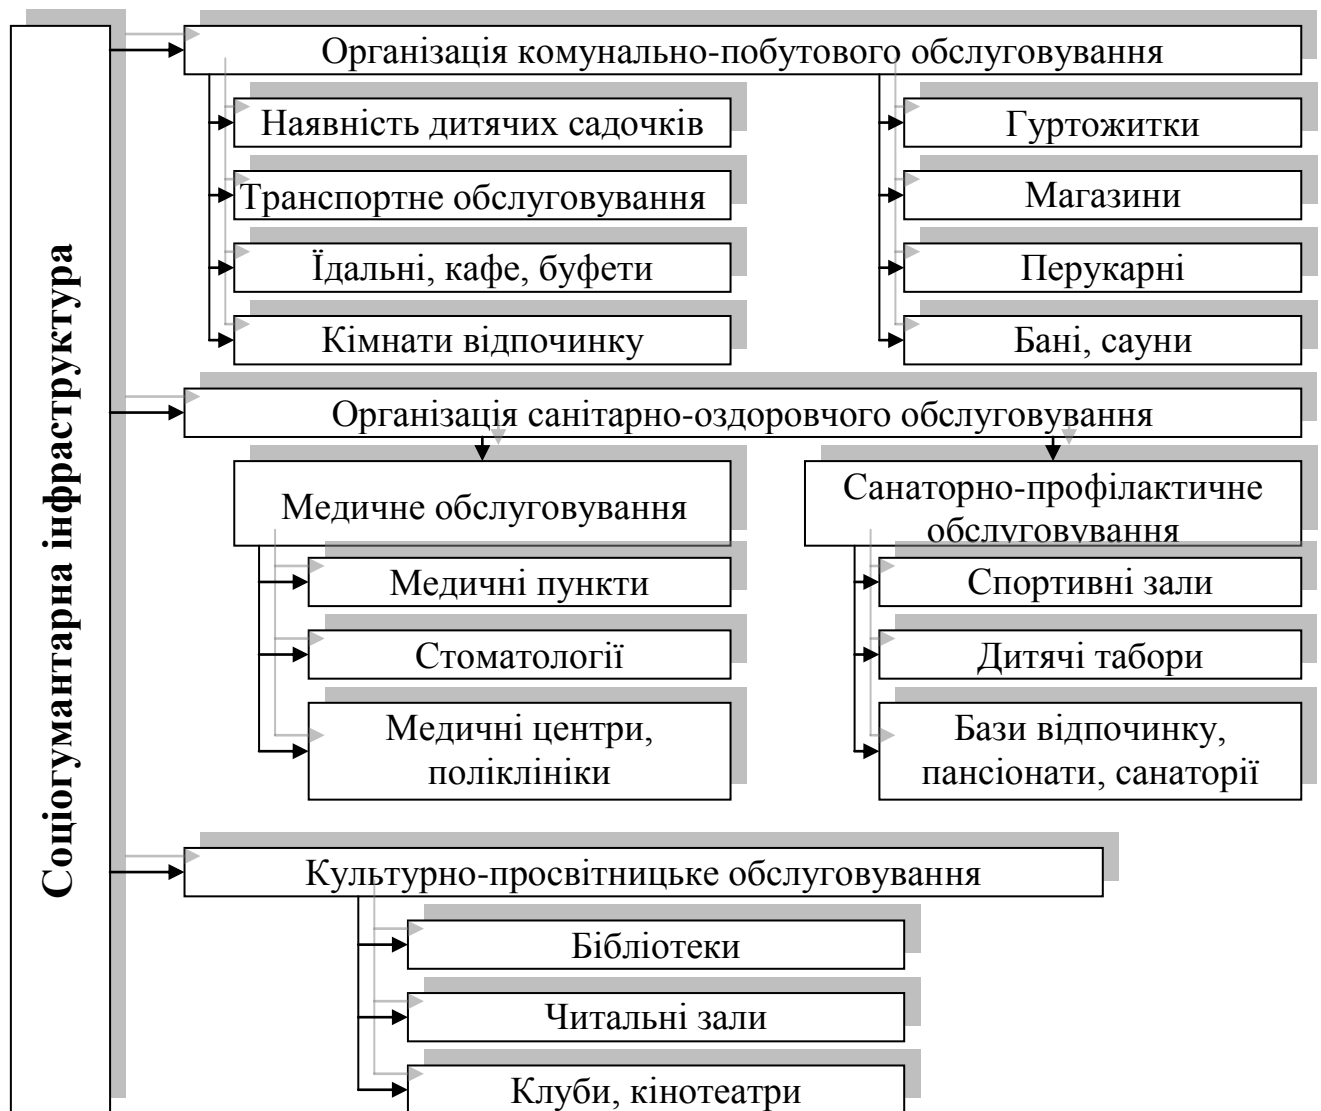 Соціогумантарна інфраструктура
Організація комунально-побутового обслуговування
Наявність дитячих садочків
Транспортне обслуговування
Їдальні, кафе, буфети
Кімнати відпочинку
Гуртожитки
Магазини
Перукарні
Бані, сауни
Організація санітарно-оздоровчого обслуговування
Медичне обслуговування
Медичні пункти
Стоматології
Медичні центри,
поліклініки
Санаторно-профілактичне
обслуговування
Спортивні зали
Дитячі табори
Бази відпочинку,
пансіонати, санаторії
Культурно-просвітницьке обслуговування
Бібліотеки
Читальні зали
Клуби, кінотеатри